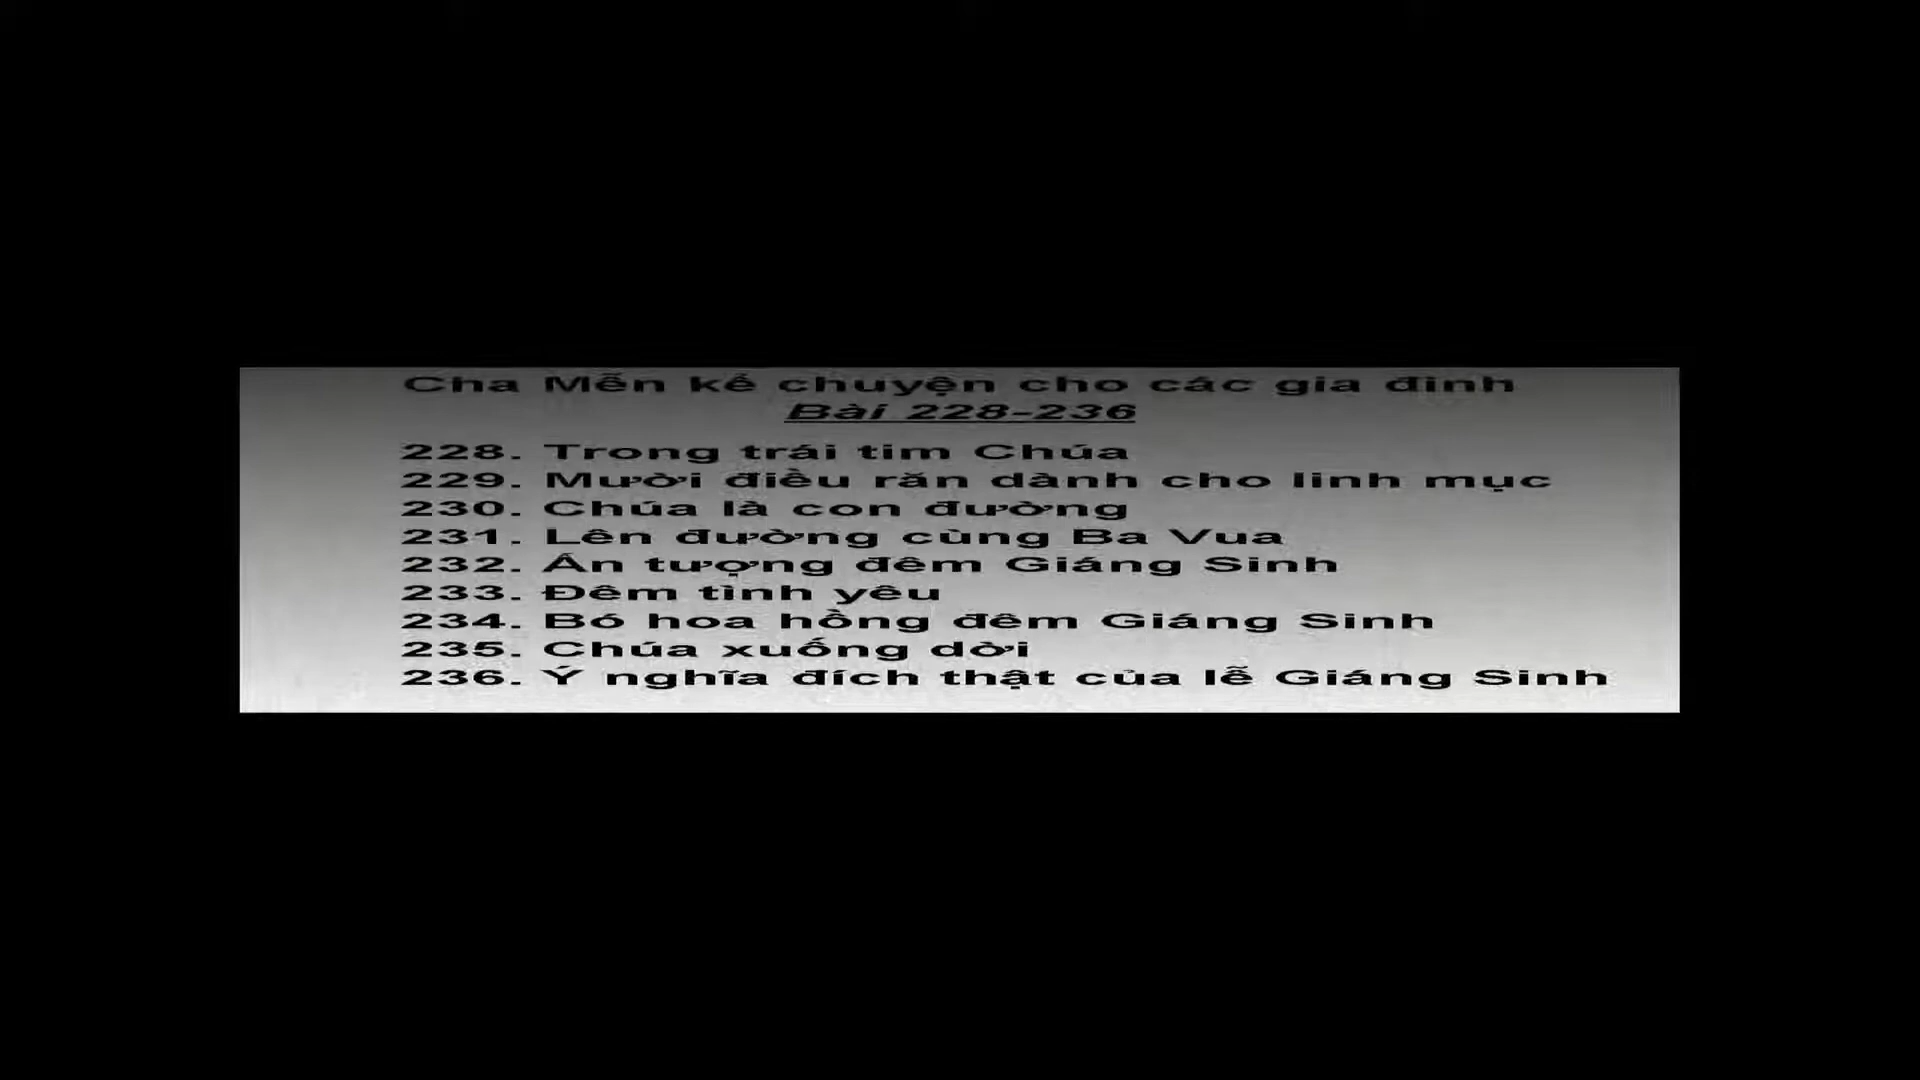 Cha Mễn kể chuyện cho các gia đình
Bài 228-236
228. Trong trái tim Chúa
229. Mười điều răn dành cho linh mục
230. Chúa là con đường
231. Lên đường cùng Ba Vua
232. Ấn tượng đêm Giáng Sinh
233. Đêm tình yêu
234. Bó hoa hồng đêm Giáng Sinh
235. Chúa xuống dời
236. Ý nghĩa đích thật của lễ Giáng Sinh